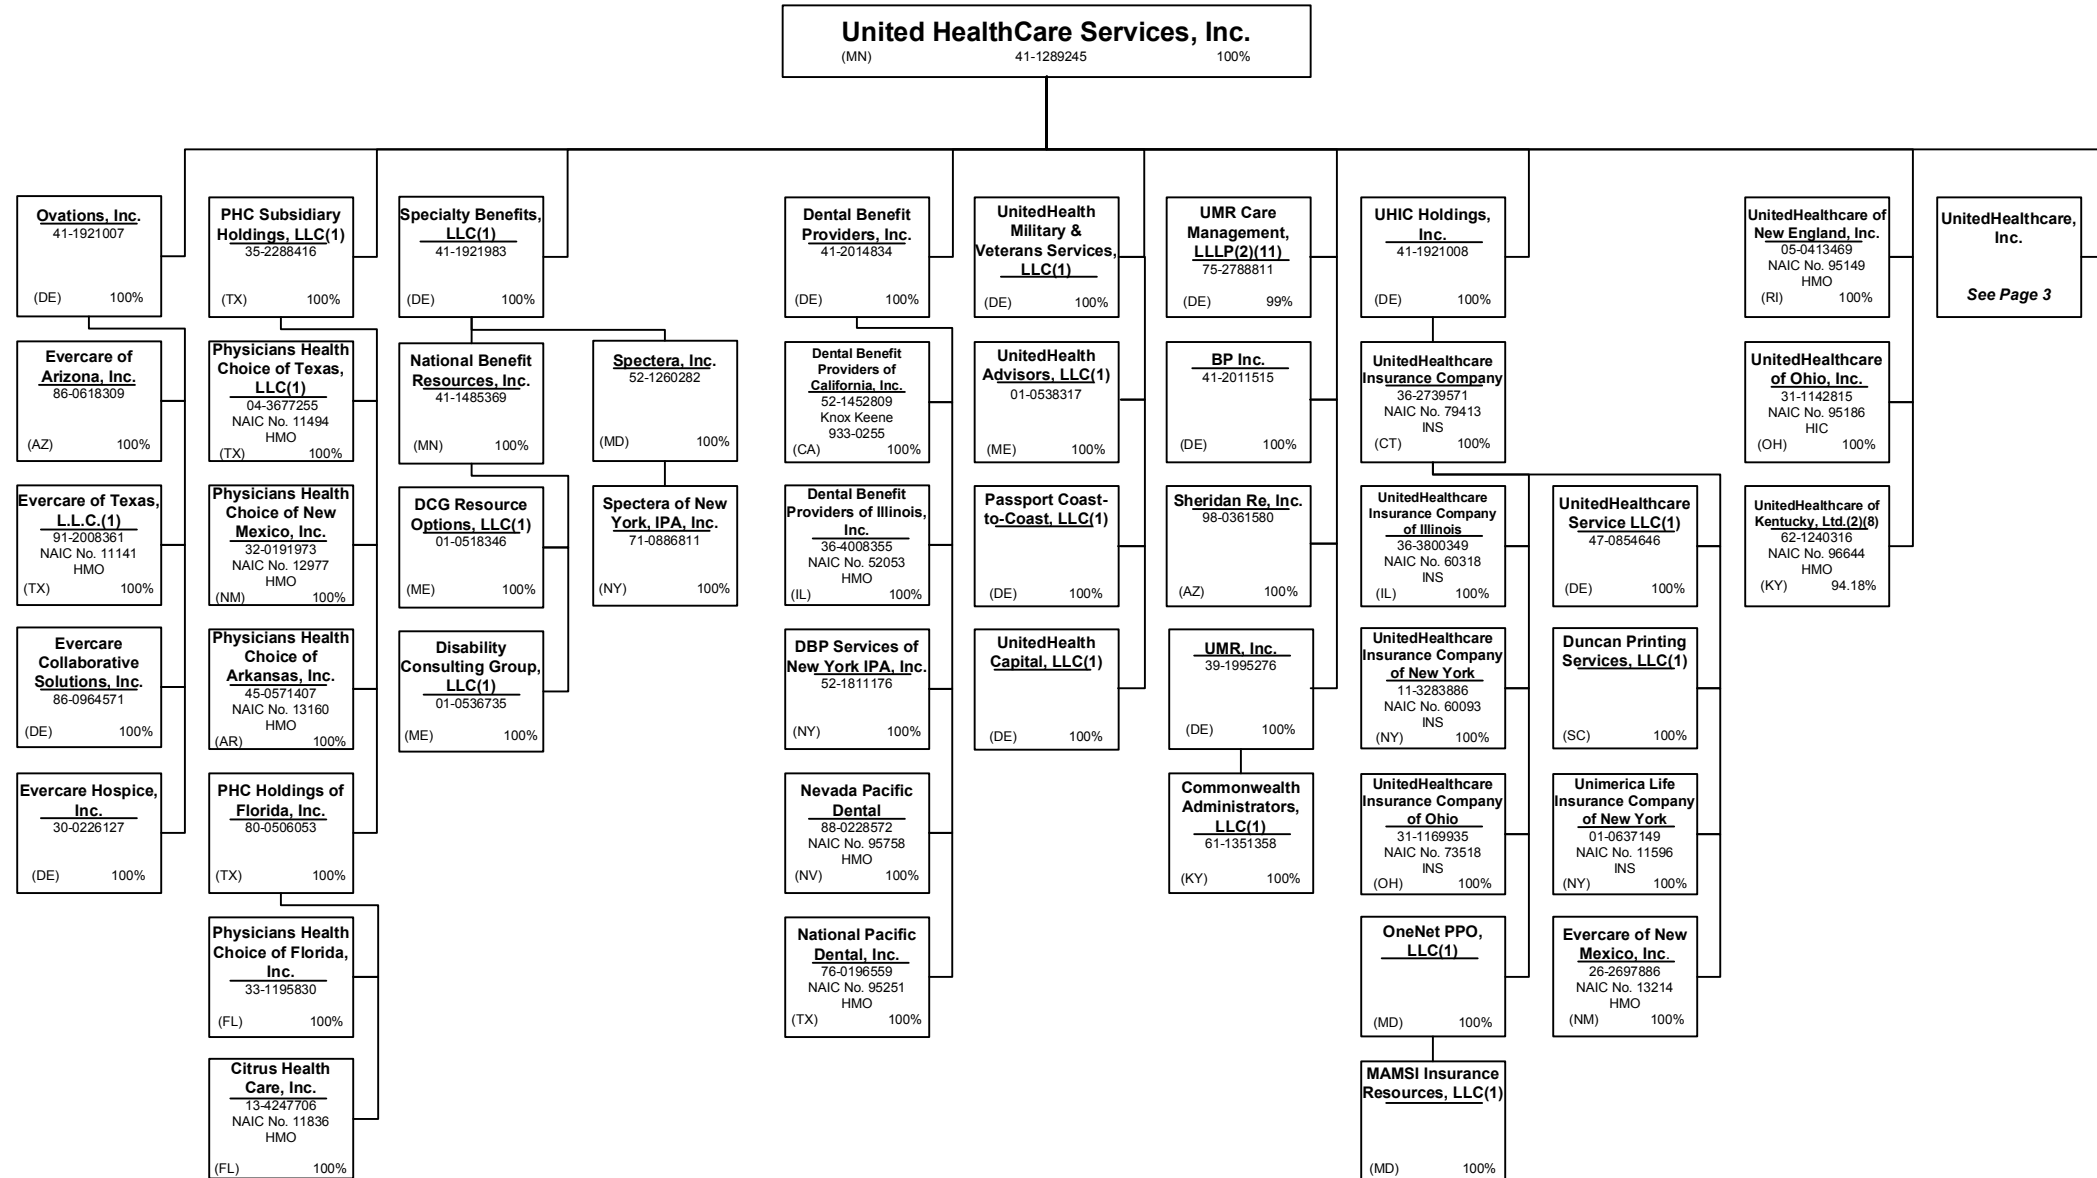 United HealthCare Services, Inc.
(MN) 41-1289245 100%
Ovations, Inc.
41-1921007
(DE) 100%
Evercare of
Arizona, Inc.
86-0618309
(AZ) 100%
Evercare of Texas,
L.L.C.(1)
91-2008361
NAIC No. 11141
HMO
(TX) 100%
Evercare
Collaborative
Solutions, Inc.
86-0964571
(DE) 100%
Evercare Hospice,
Inc.
30-0226127
(DE) 100%
PHC Subsidiary
Holdings, LLC(1)
35-2288416
(TX) 100%
Physicians Health
Choice of Texas,
LLC(1)
04-3677255
NAIC No. 11494
HMO
(TX) 100%
Physicians Health
Choice of New
Mexico, Inc.
32-0191973
NAIC No. 12977
HMO
(NM) 100%
Physicians Health
Choice of
Arkansas, Inc.
45-0571407
NAIC No. 13160
HMO
(AR) 100%
PHC Holdings of
Florida, Inc.
80-0506053
(TX) 100%
Physicians Health
Choice of Florida,
Inc.
33-1195830
(FL) 100%
Citrus Health
Care, Inc.
13-4247706
NAIC No. 11836
HMO
(FL) 100%
Specialty Benefits,
LLC(1)
41-1921983
(DE) 100%
National Benefit
Resources, Inc.
41-1485369
(MN) 100%
DCG Resource
Options, LLC(1)
01-0518346
(ME) 100%
Disability
Consulting Group,
LLC(1)
01-0536735
(ME) 100%
Spectera, Inc.
52-1260282
(MD) 100%
Spectera of New
York, IPA, Inc.
71-0886811
(NY) 100%
Dental Benefit
Providers, Inc.
41-2014834
(DE) 100%
Dental Benefit
Providers of
California, Inc.
52-1452809
Knox Keene
933-0255
(CA) 100%
Dental Benefit
Providers of Illinois,
Inc.
36-4008355
NAIC No. 52053
HMO
(IL) 100%
DBP Services of
New York IPA, Inc.
52-1811176
(NY) 100%
Nevada Pacific
Dental
88-0228572
NAIC No. 95758
HMO
(NV) 100%
National Pacific
Dental, Inc.
76-0196559
NAIC No. 95251
HMO
(TX) 100%
UnitedHealth
Military &
Veterans Services,
LLC(1)
(DE) 100%
UnitedHealth
Advisors, LLC(1)
01-0538317
(ME) 100%
Passport Coast-
to-Coast, LLC(1)
(DE) 100%
UnitedHealth
Capital, LLC(1)
(DE) 100%
UMR Care
Management,
LLLP(2)(11)
75-2788811
(DE) 99%
BP Inc.
41-2011515
(DE) 100%
Sheridan Re, Inc.
98-0361580
(AZ) 100%
UMR, Inc.
39-1995276
(DE) 100%
Commonwealth
Administrators,
LLC(1)
61-1351358
(KY) 100%
UHIC Holdings,
Inc.
41-1921008
(DE) 100%
UnitedHealthcare
Insurance Company
36-2739571
NAIC No. 79413
INS
(CT) 100%
UnitedHealthcare
Insurance Company
of Illinois
36-3800349
NAIC No. 60318
INS
(IL) 100%
UnitedHealthcare
Insurance Company
of New York
11-3283886
NAIC No. 60093
INS
(NY) 100%
UnitedHealthcare
Insurance Company
of Ohio
31-1169935
NAIC No. 73518
INS
(OH) 100%
OneNet PPO,
LLC(1)
(MD) 100%
MAMSI Insurance
Resources, LLC(1)
(MD) 100%
UnitedHealthcare
Service LLC(1)
47-0854646
(DE) 100%
Duncan Printing
Services, LLC(1)
(SC) 100%
Unimerica Life
Insurance Company
of New York
01-0637149
NAIC No. 11596
INS
(NY) 100%
Evercare of New
Mexico, Inc.
26-2697886
NAIC No. 13214
HMO
(NM) 100%
UnitedHealthcare of
New England, Inc.
05-0413469
NAIC No. 95149
HMO
(RI) 100%
UnitedHealthcare
of Ohio, Inc.
31-1142815
NAIC No. 95186
HIC
(OH) 100%
UnitedHealthcare of
Kentucky, Ltd.(2)(8)
62-1240316
NAIC No. 96644
HMO
(KY) 94.18%
UnitedHealthcare,
Inc.
See Page 3